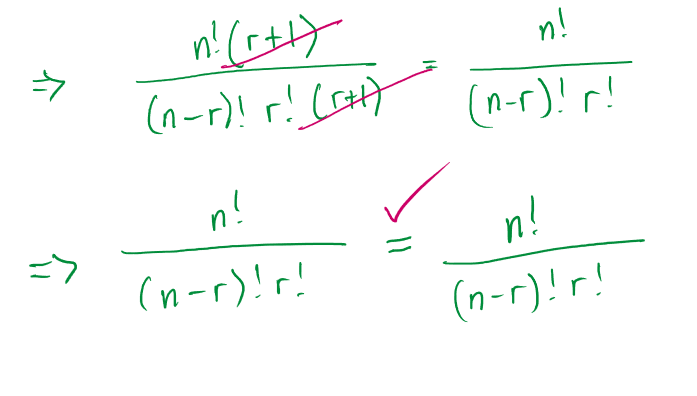 ⇒ n!(r+1) / (n-r)! r! (r+1) = n! / (n-r)! r!
⇒ n! / (n-r)! r! = n! / (n-r)! r! ✓